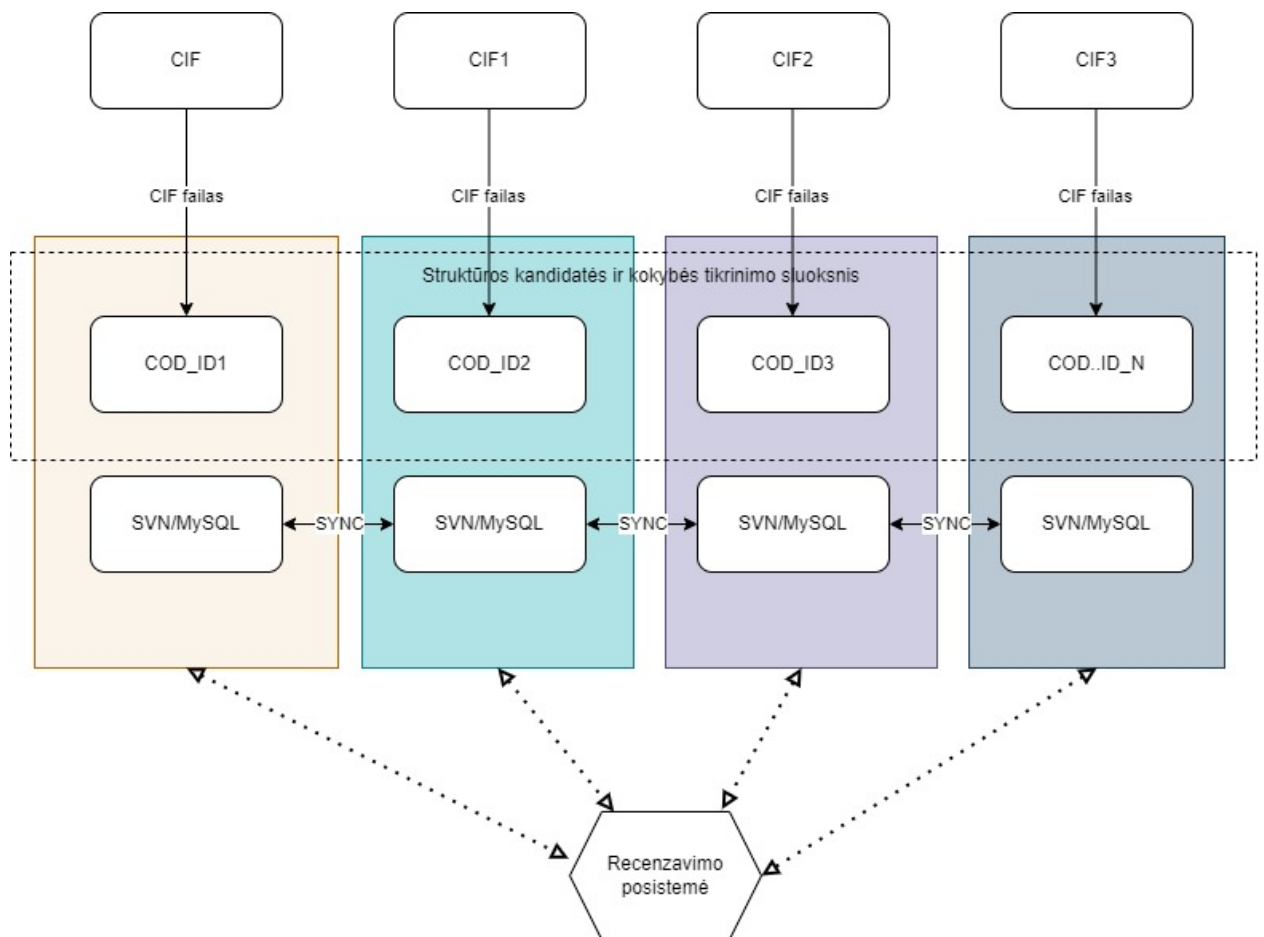 CIF
CIF1
CIF2
CIF3
CIF failas
CIF failas
CIF failas
CIF failas
Struktūros kandidatės ir kokybės tikrinimo sluoksnis
COD_ID1
COD_ID2
COD_ID3
COD..ID_N
SVN/MySQL
SYNC
SVN/MySQL
SYNC
SVN/MySQL
SYNC
SVN/MySQL
Recenzavimo
posistemė